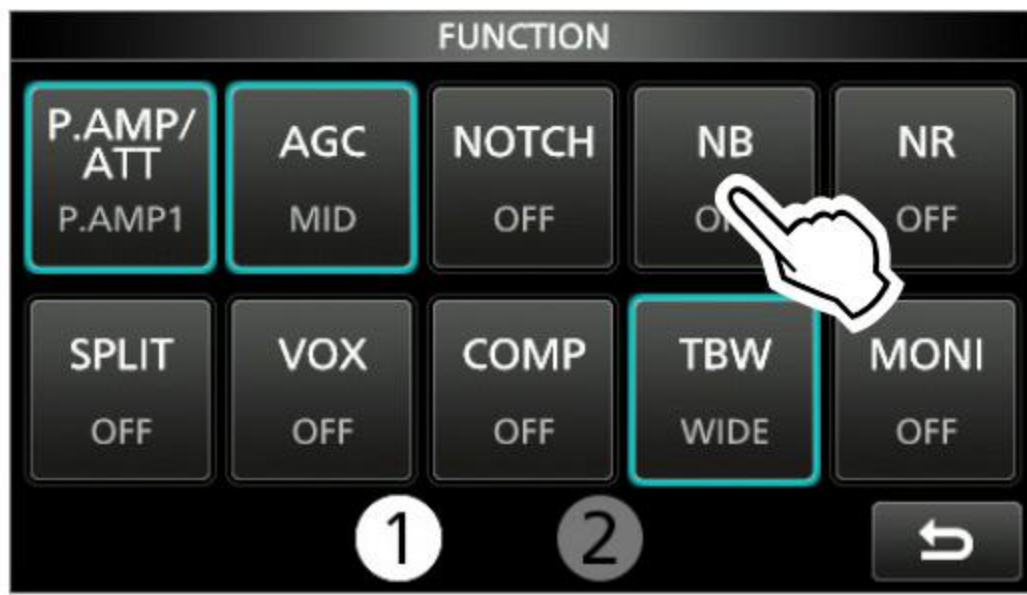 FUNCTION
P.AMP/
ATT
P.AMP1
AGC
MID
NOTCH
OFF
NB
NR
OFF
SPLIT
OFF
VOX
OFF
COMP
OFF
TBW
WIDE
MONI
OFF
1
2